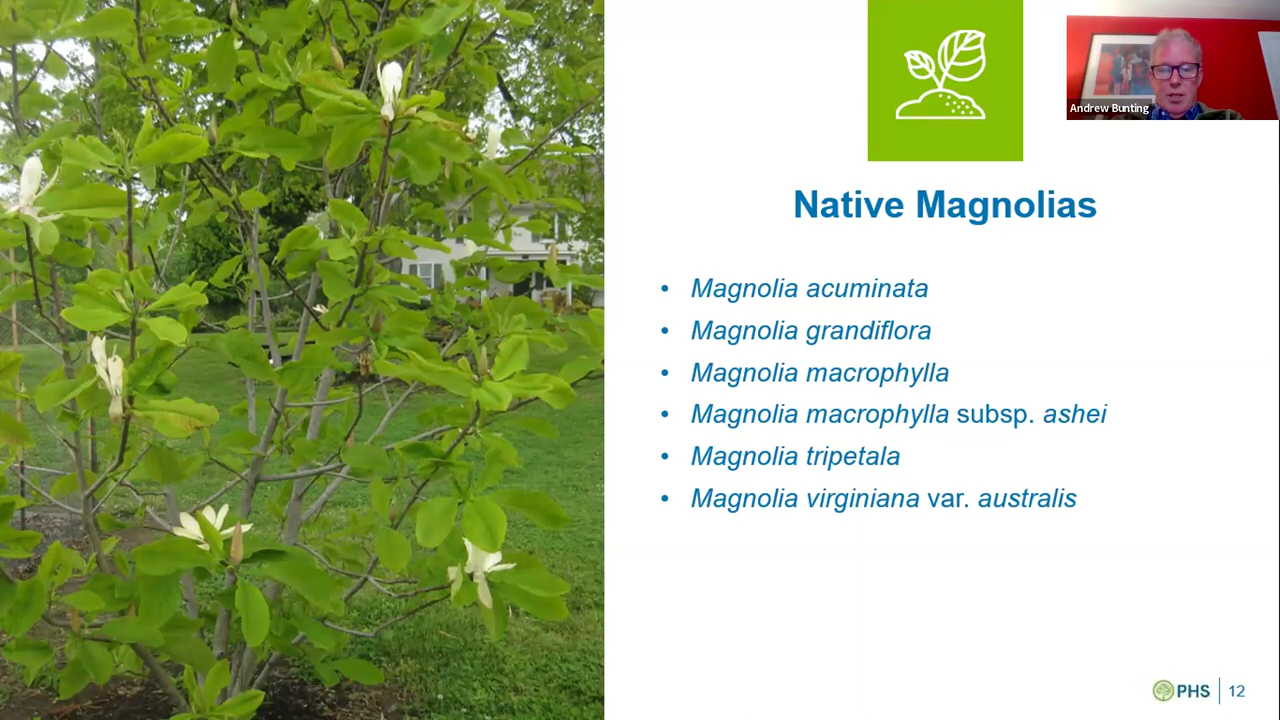 Andrew Bunting
Native Magnolias
• Magnolia acuminata
• Magnolia grandiflora
• Magnolia macrophylla
• Magnolia macrophylla subsp. ashei
• Magnolia tripetala
• Magnolia virginiana var. australis
PHS | 12